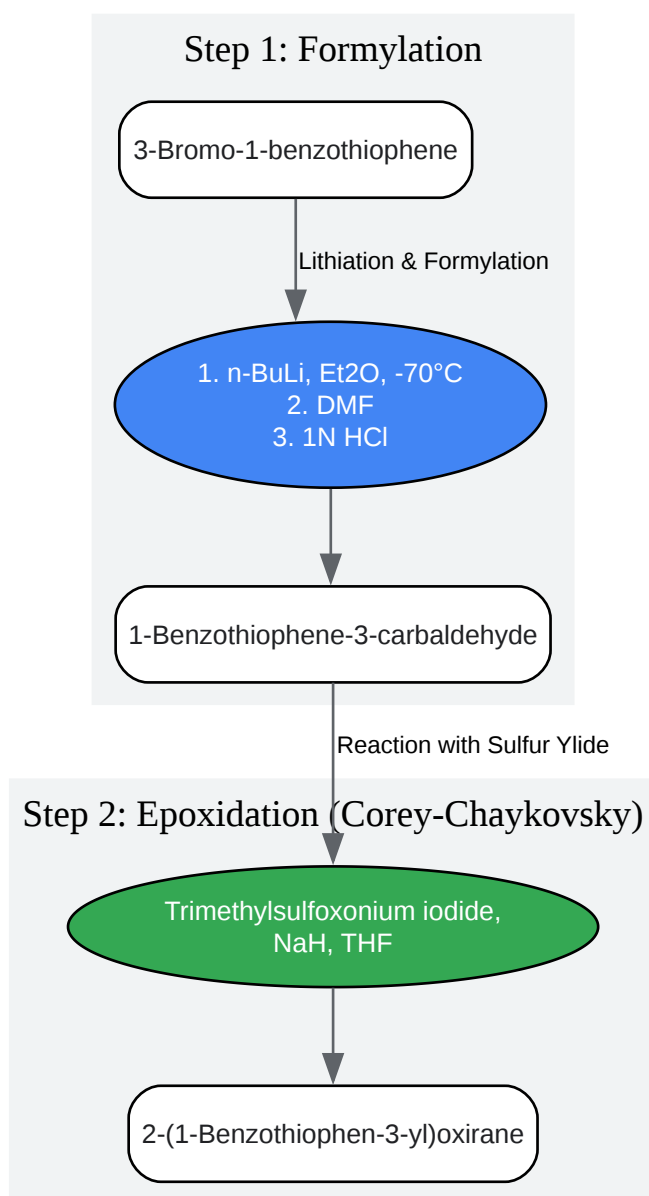 Step 1: Formylation
3-Bromo-1-benzothiophene
Lithiation & Formylation
1. n-BuLi, Et2O, -70°C
2. DMF
3. 1N HCl
1-Benzothiophene-3-carbaldehyde
Reaction with Sulfur Ylide
Step 2: Epoxidation (Corey-Chaykovsky)
Trimethylsulfoxonium iodide,
NaH, THF
2-(1-Benzothiophen-3-yl)oxirane